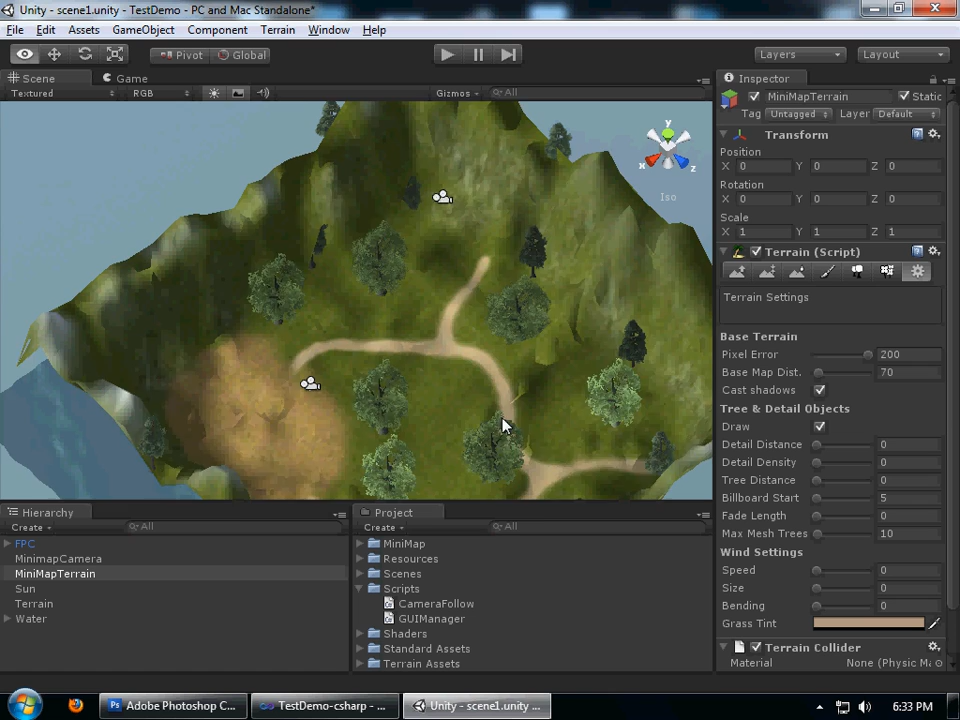 Unity - scene1.unity - TestDemo - PC and Mac Standalone*
File Edit Assets GameObject Component Terrain Window Help
Pivot Global Layers Layout
Scene Game
Textured RGB Gizmos All
y
x
z
Iso
Inspector
MiniMapTerrain Static
Tag Untagged Layer Default
Transform
Position
X 0 Y 0 Z 0
Rotation
X 0 Y 0 Z 0
Scale
X 1 Y 1 Z 1
Terrain (Script)
Terrain Settings
Base Terrain
Pixel Error 200
Base Map Dist. 70
Cast shadows
Tree & Detail Objects
Draw
Detail Distance 0
Detail Density 0
Tree Distance 0
Billboard Start 5
Fade Length 0
Max Mesh Trees 10
Wind Settings
Speed 0
Size 0
Bending 0
Grass Tint
Terrain Collider
Material None (Physic Ma
Hierarchy
Create All
FPC
MinimapCamera
MiniMapTerrain
Sun
Terrain
Water
Project
Create All
MiniMap
Resources
Scenes
Scripts
CameraFollow
GUIManager
Shaders
Standard Assets
Terrain Assets
Adobe Photoshop C... TestDemo-csharp - ... Unity - scene1.unity ... 6:33 PM